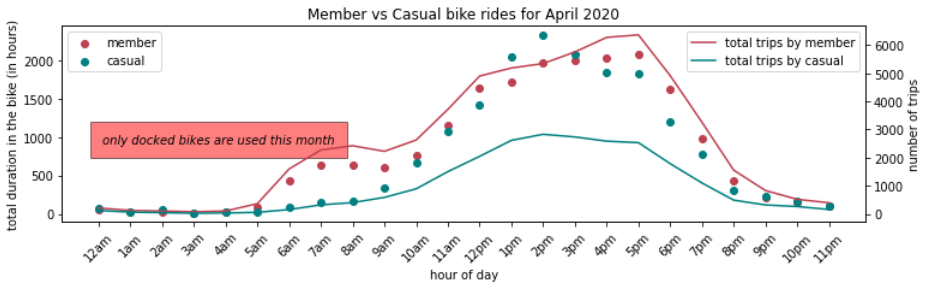 Member vs Casual bike rides for April 2020
total duration in the bike (in hours)
2000
1500
1000
500
0
member
casual
only docked bikes are used this month
total trips by member
total trips by casual
6000
5000
4000
3000
2000
1000
0
number of trips
12am 1am 2am 3am 4am 5am 6am 7am 8am 9am 10am 11am 12pm 1pm 2pm 3pm 4pm 5pm 6pm 7pm 8pm 9pm 10pm 11pm
hour of day